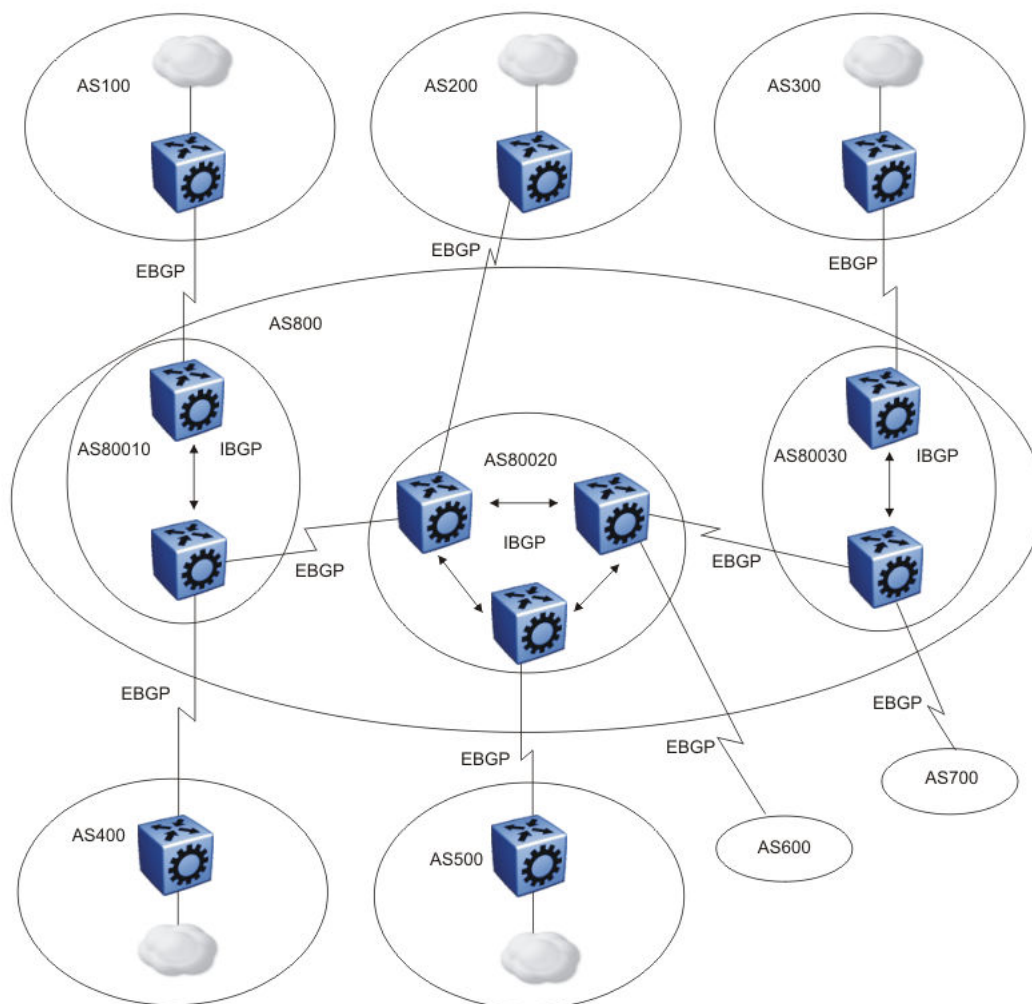 AS100
AS200
AS300
EBGP
EBGP
EBGP
AS800
AS80010
IBGP
AS80020
AS80030
IBGP
IBGP
EBGP
EBGP
EBGP
EBGP
EBGP
EBGP
AS700
AS400
AS500
AS600